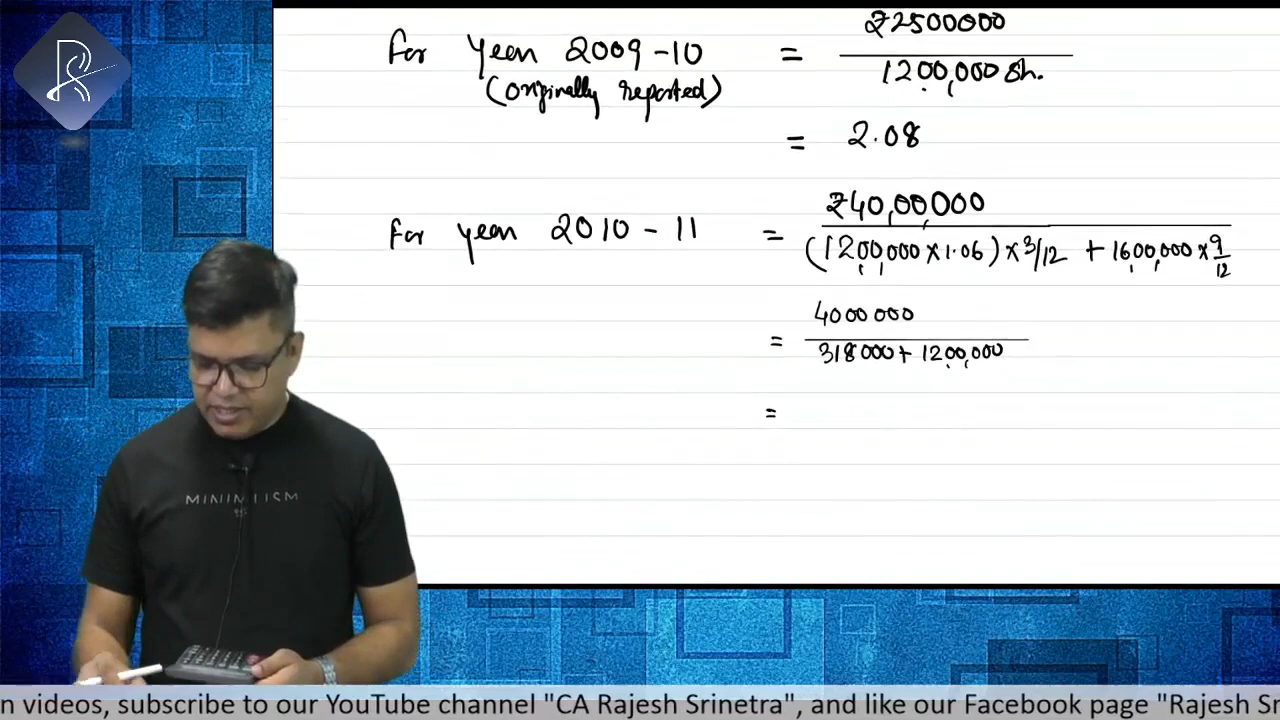 For year 2009-10 = ₹2500000 / 1200,000 sh.
(originally reported)
= 2.08
For year 2010-11 = ₹40,00,000 / (1200,000 × 1.06) × 3/12 + 1600,000 × 9/12
= 4000000 / 318000 + 1200,000
=
MINIMLISM
n videos, subscribe to our YouTube channel "CA Rajesh Srinetra", and like our Facebook page "Rajesh Sr